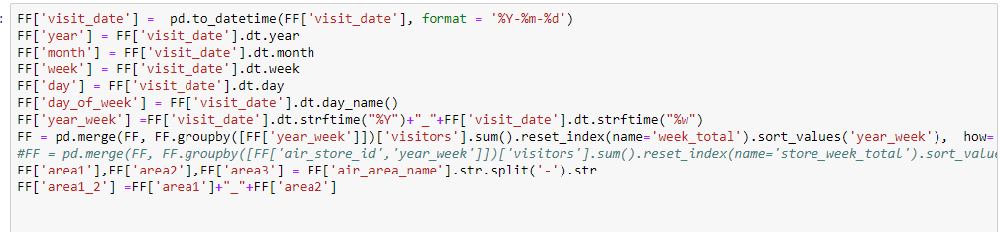 FF['visit_date'] =  pd.to_datetime(FF['visit_date'], format = '%Y-%m-%d')
FF['year'] = FF['visit_date'].dt.year
FF['month'] = FF['visit_date'].dt.month
FF['week'] = FF['visit_date'].dt.week
FF['day'] = FF['visit_date'].dt.day
FF['day_of_week'] = FF['visit_date'].dt.day_name()
FF['year_week'] =FF['visit_date'].dt.strftime("%Y")+"_"+FF['visit_date'].dt.strftime("%w")
FF = pd.merge(FF, FF.groupby([FF['year_week']])['visitors'].sum().reset_index(name='week_total').sort_values('year_week'),  how=
#FF = pd.merge(FF, FF.groupby([FF['air_store_id','year_week']])['visitors'].sum().reset_index(name='store_week_total').sort_value
FF['area1'],FF['area2'],FF['area3'] = FF['air_area_name'].str.split('-').str
FF['area1_2'] =FF['area1']+"_"+FF['area2']